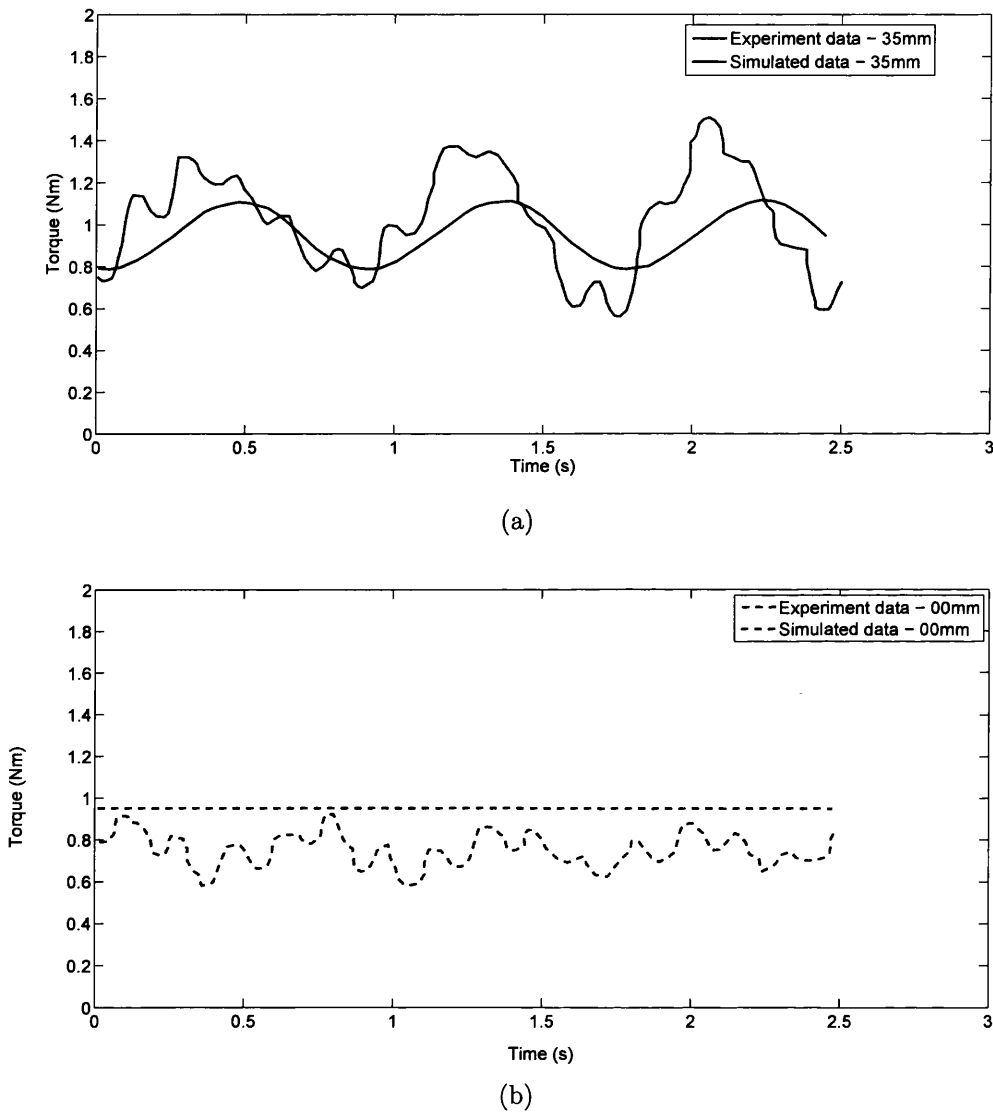 2
1.8
1.6
1.4
1.2
1
0.8
0.6
0.4
0.2
0
Torque (Nm)
Experiment data − 35mm
Simulated data − 35mm
0 0.5 1 1.5 2 2.5 3
Time (s)
(a)
2
1.8
1.6
1.4
1.2
1
0.8
0.6
0.4
0.2
0
Torque (Nm)
Experiment data − 00mm
Simulated data − 00mm
0 0.5 1 1.5 2 2.5 3
Time (s)
(b)